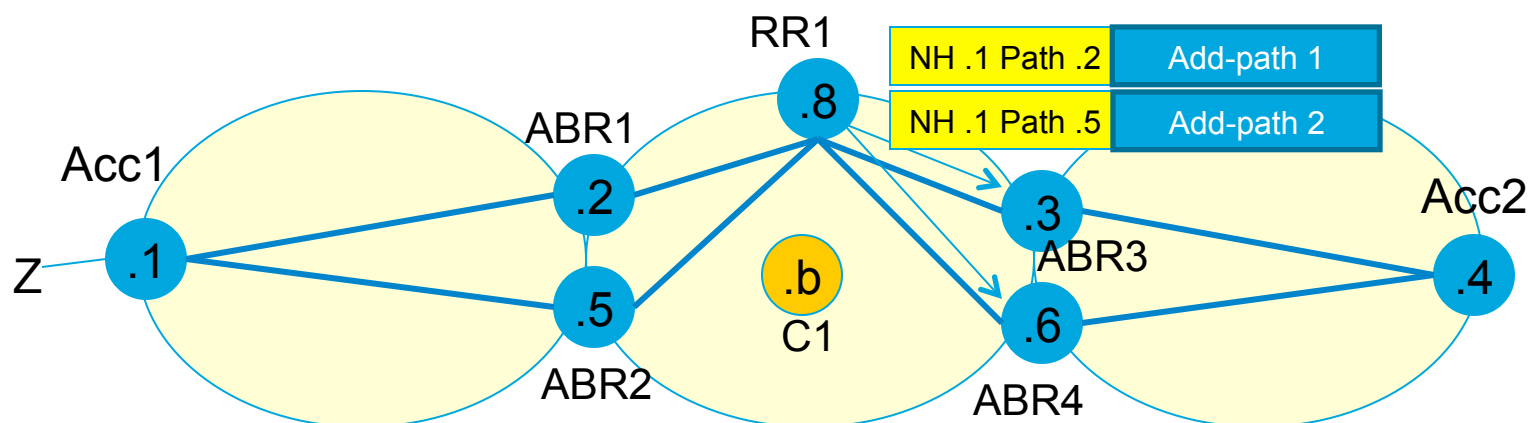 RR1
NH .1 Path .2 Add-path 1
.8
NH .1 Path .5 Add-path 2
ABR1
Acc1
.2
.3
Acc2
Z
.1
ABR3
.b
.4
.5
C1
.6
ABR2
ABR4